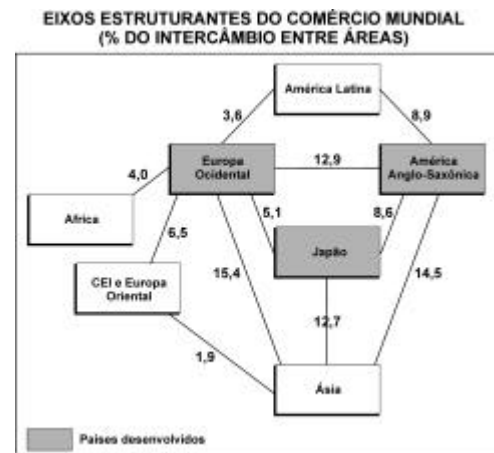 EIXOS ESTRUTURANTES DO COMÉRCIO MUNDIAL
(% DO INTERCÂMBIO ENTRE ÁREAS)
América Latina
3,6
8,9
Europa
Ocidental
12,9
América
Anglo-Saxônica
4,0
Africa
5,1
8,6
6,5
Japão
CEI e Europa
Oriental
15,4
14,5
12,7
1,9
Ásia
Países desenvolvidos